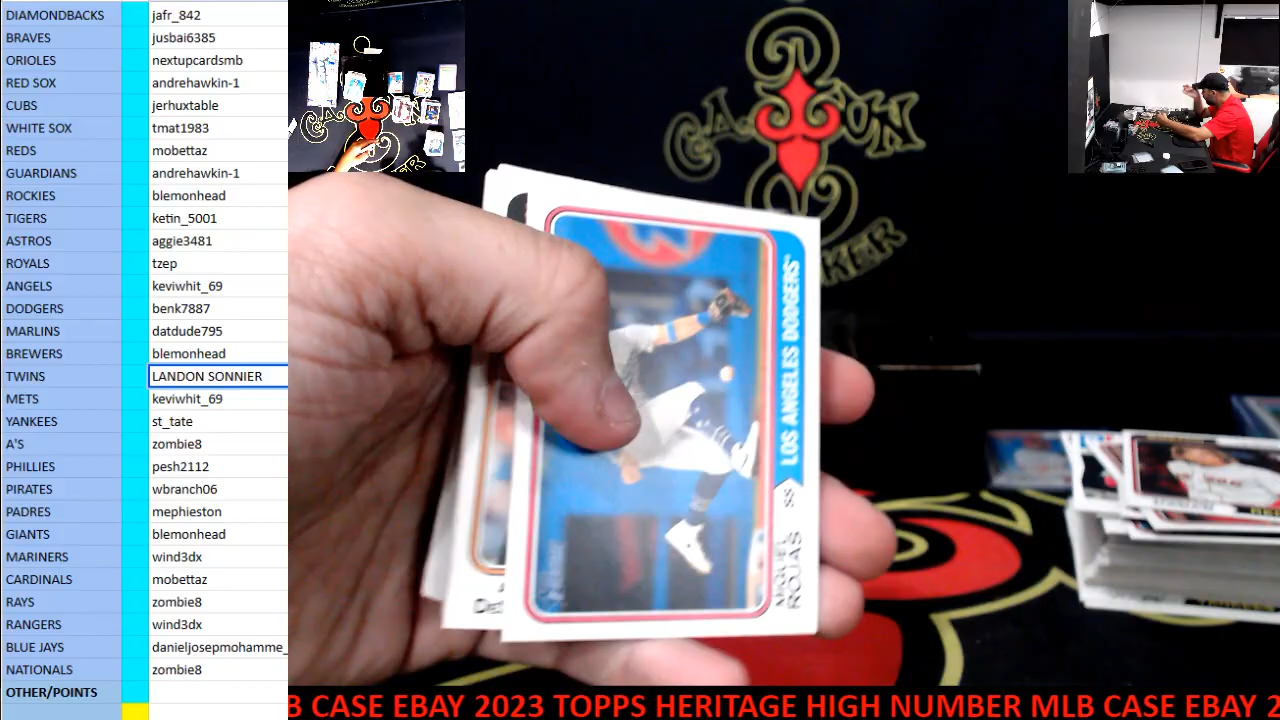 DIAMONDBACKS jafr_842
BRAVES jusbai6385
ORIOLES nextupcardsmb
RED SOX andrehawkin-1
CUBS jerhuxtable
WHITE SOX tmat1983
REDS mobettaz
GUARDIANS andrehawkin-1
ROCKIES blemonhead
TIGERS ketin_5001
ASTROS aggie3481
ROYALS tzep
ANGELS keviwhit_69
DODGERS benk7887
MARLINS datdude795
BREWERS blemonhead
TWINS LANDON SONNIER
METS keviwhit_69
YANKEES st_tate
A'S zombie8
PHILLIES pesh2112
PIRATES wbranch06
PADRES mephieston
GIANTS blemonhead
MARINERS wind3dx
CARDINALS mobettaz
RAYS zombie8
RANGERS wind3dx
BLUE JAYS danieljosepmohamme_
NATIONALS zombie8
OTHER/POINTS
LOS ANGELES DODGERS
SS
MIGUEL
ROJAS
B CASE EBAY 2023 TOPPS HERITAGE HIGH NUMBER MLB CASE EBAY 2